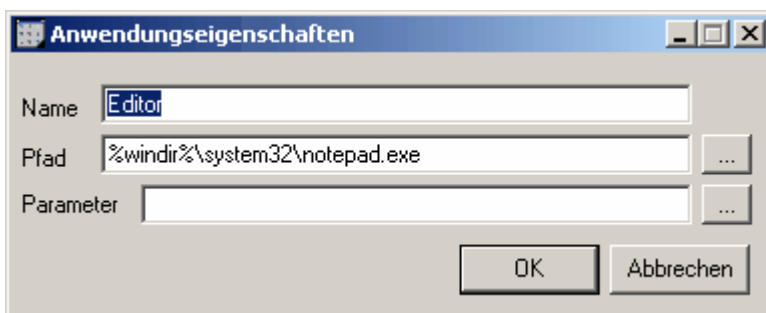 Anwendungseigenschaften
Name Editor
Pfad %windir%\system32\notepad.exe ...
Parameter ...
OK Abbrechen